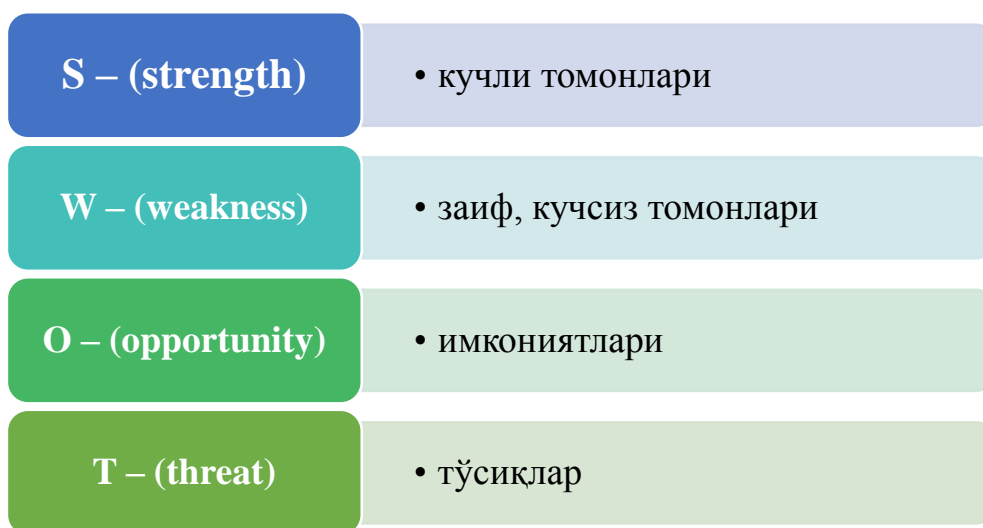 S – (strength)
• кучли томонлари
W – (weakness)
• заиф, кучсиз томонлари
O – (opportunity)
• имкониятлари
T – (threat)
• тўсиқлар